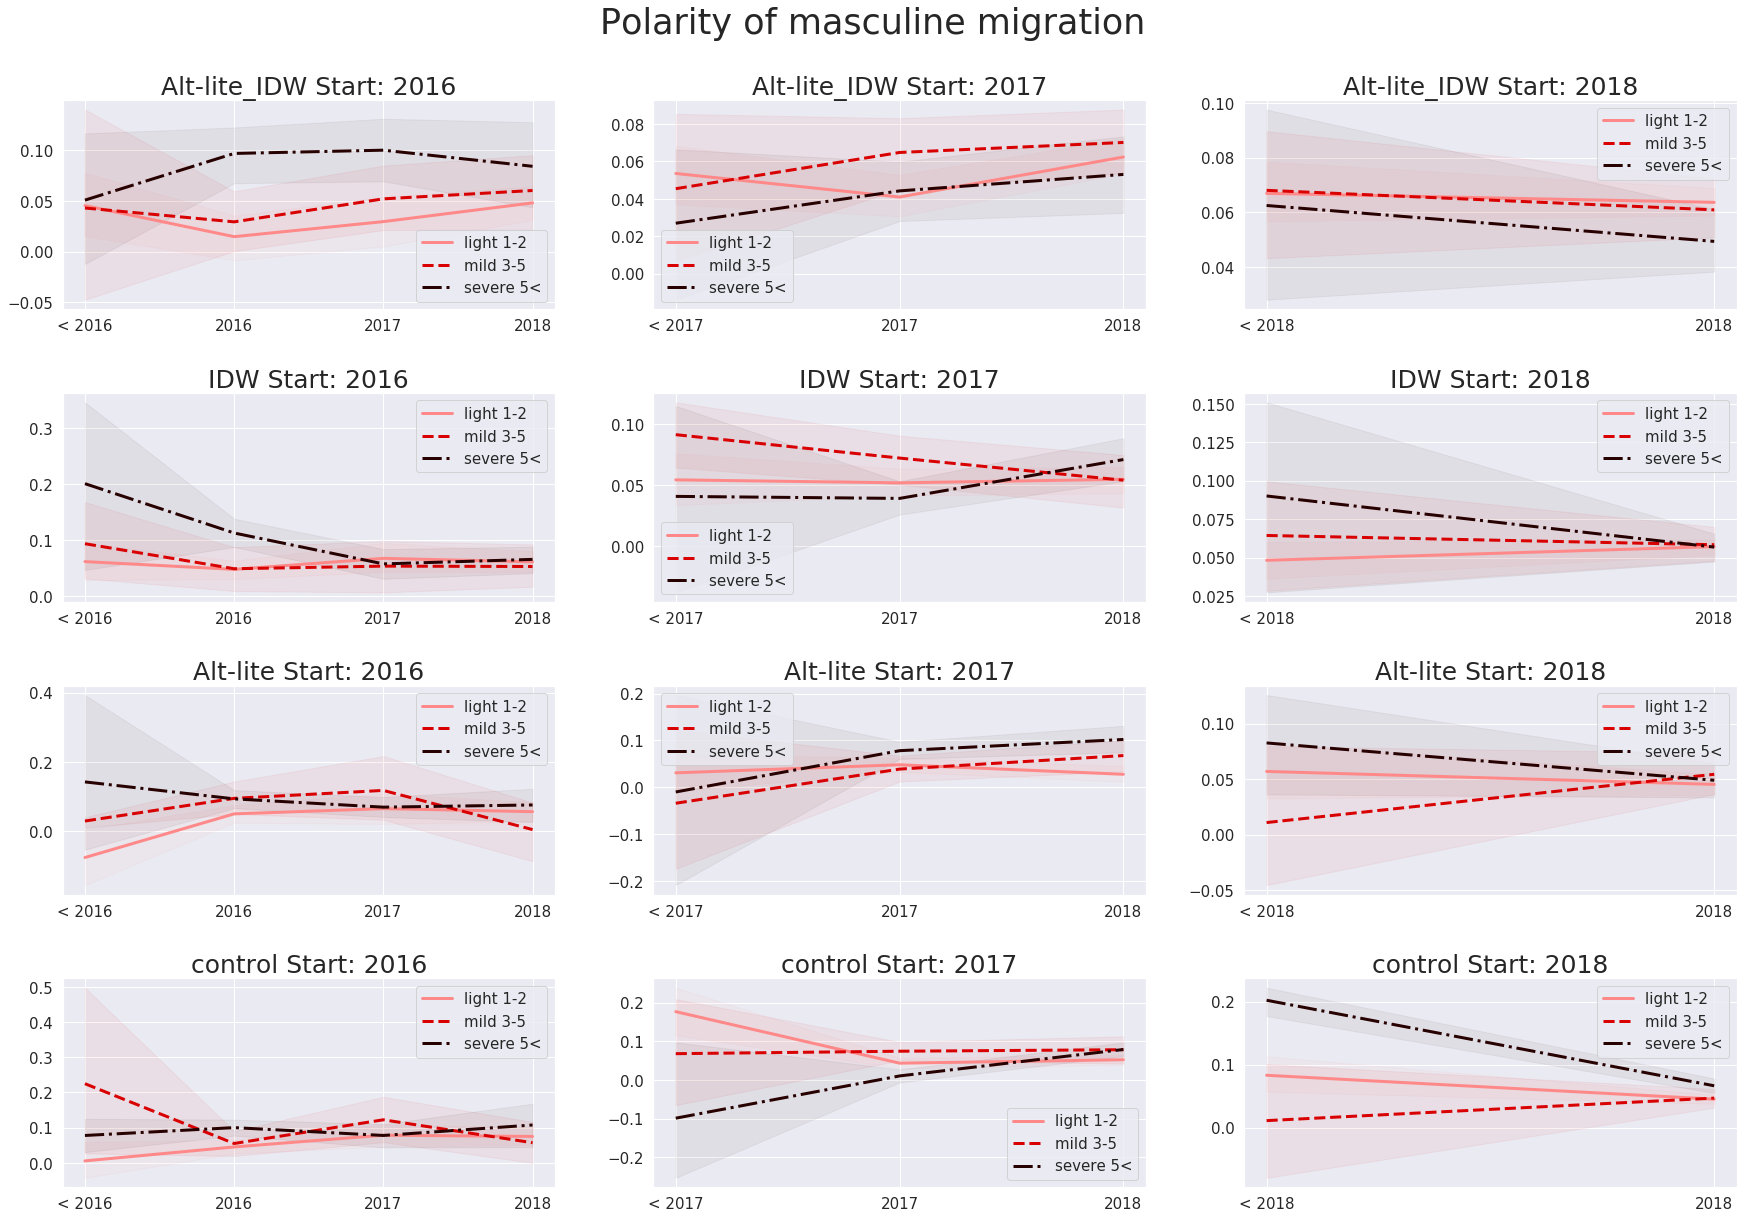 Polarity of masculine migration
Alt-lite_IDW Start: 2016
0.10
0.05
0.00
−0.05
light 1-2
mild 3-5
severe 5<
< 2016 2016 2017 2018
Alt-lite_IDW Start: 2017
0.08
0.06
0.04
0.02
0.00
light 1-2
mild 3-5
severe 5<
< 2017 2017 2018
Alt-lite_IDW Start: 2018
0.10
0.08
0.06
0.04
light 1-2
mild 3-5
severe 5<
< 2018 2018
IDW Start: 2016
0.3
0.2
0.1
0.0
light 1-2
mild 3-5
severe 5<
< 2016 2016 2017 2018
IDW Start: 2017
0.10
0.05
0.00
light 1-2
mild 3-5
severe 5<
< 2017 2017 2018
IDW Start: 2018
0.150
0.125
0.100
0.075
0.050
0.025
light 1-2
mild 3-5
severe 5<
< 2018 2018
Alt-lite Start: 2016
0.4
0.2
0.0
light 1-2
mild 3-5
severe 5<
< 2016 2016 2017 2018
Alt-lite Start: 2017
0.2
0.1
0.0
−0.1
−0.2
light 1-2
mild 3-5
severe 5<
< 2017 2017 2018
Alt-lite Start: 2018
0.10
0.05
0.00
−0.05
light 1-2
mild 3-5
severe 5<
< 2018 2018
control Start: 2016
0.5
0.4
0.3
0.2
0.1
0.0
light 1-2
mild 3-5
severe 5<
< 2016 2016 2017 2018
control Start: 2017
0.2
0.1
0.0
−0.1
−0.2
light 1-2
mild 3-5
severe 5<
< 2017 2017 2018
control Start: 2018
0.2
0.1
0.0
light 1-2
mild 3-5
severe 5<
< 2018 2018